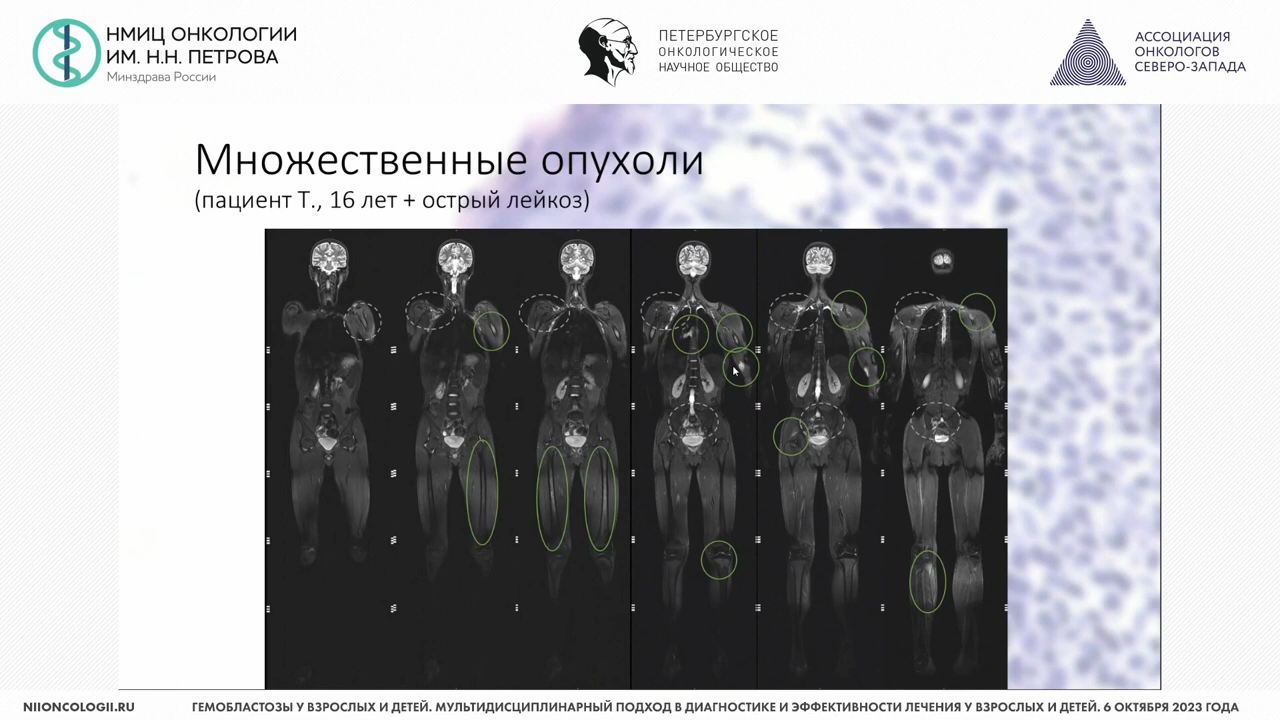 НМИЦ ОНКОЛОГИИ
ИМ. Н.Н. ПЕТРОВА
Минздрава России
ПЕТЕРБУРГСКОЕ
ОНКОЛОГИЧЕСКОЕ
НАУЧНОЕ ОБЩЕСТВО
АССОЦИАЦИЯ
ОНКОЛОГОВ
СЕВЕРО-ЗАПАДА
Множественные опухоли
(пациент Т., 16 лет + острый лейкоз)
NIIONCOLOGII.RU
ГЕМОБЛАСТОЗЫ У ВЗРОСЛЫХ И ДЕТЕЙ. МУЛЬТИДИСЦИПЛИНАРНЫЙ ПОДХОД В ДИАГНОСТИКЕ И ЭФФЕКТИВНОСТИ ЛЕЧЕНИЯ У ВЗРОСЛЫХ И ДЕТЕЙ. 6 ОКТЯБРЯ 2023 ГОДА